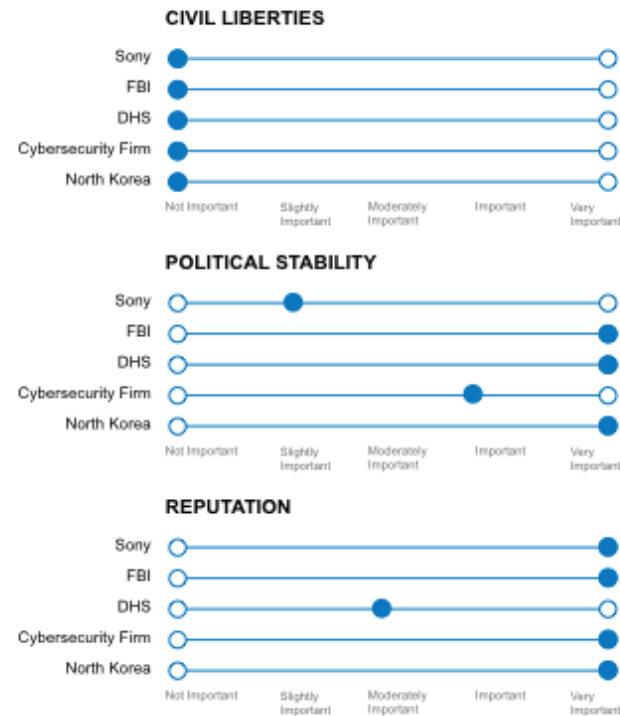 CIVIL LIBERTIES
Sony
FBI
DHS
Cybersecurity Firm
North Korea
Not Important Slightly Important Moderately Important Important Very Important
POLITICAL STABILITY
Sony
FBI
DHS
Cybersecurity Firm
North Korea
Not Important Slightly Important Moderately Important Important Very Important
REPUTATION
Sony
FBI
DHS
Cybersecurity Firm
North Korea
Not Important Slightly Important Moderately Important Important Very Important